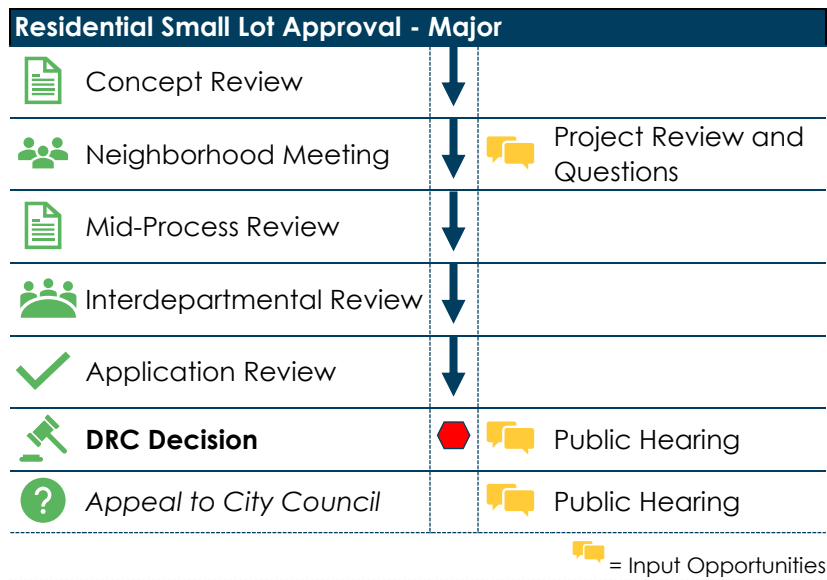 Residential Small Lot Approval - Major
Concept Review
Neighborhood Meeting
Project Review and
Questions
Mid-Process Review
Interdepartmental Review
Application Review
DRC Decision
Public Hearing
?
Appeal to City Council
Public Hearing
= Input Opportunities